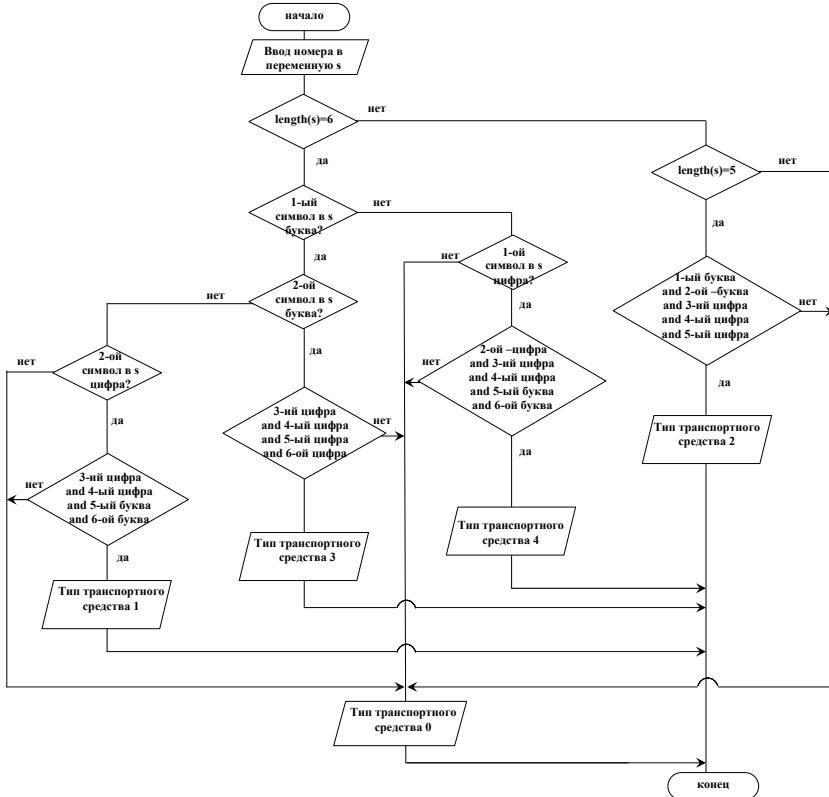 начало
Ввод номера в
переменную s
length(s)=6
нет
да
length(s)=5
нет
да
1-ый
символ в s
буква?
нет
да
1-ой
символ в s
цифра?
нет
да
1-ый буква
and 2-ой –буква
and 3-ий цифра
and 4-ый цифра
and 5-ый цифра
нет
да
2-ой
символ в s
буква?
нет
да
2-ой
символ в s
цифра?
нет
да
2-ой –цифра
and 3-ий цифра
and 4-ый цифра
and 5-ый буква
and 6-ой буква
нет
да
3-ий цифра
and 4-ый цифра
and 5-ый цифра
and 6-ой цифра
нет
да
Тип транспортного
средства 2
3-ий цифра
and 4-ый цифра
and 5-ый буква
and 6-ой буква
нет
да
Тип транспортного
средства 4
Тип транспортного
средства 3
Тип транспортного
средства 1
Тип транспортного
средства 0
конец